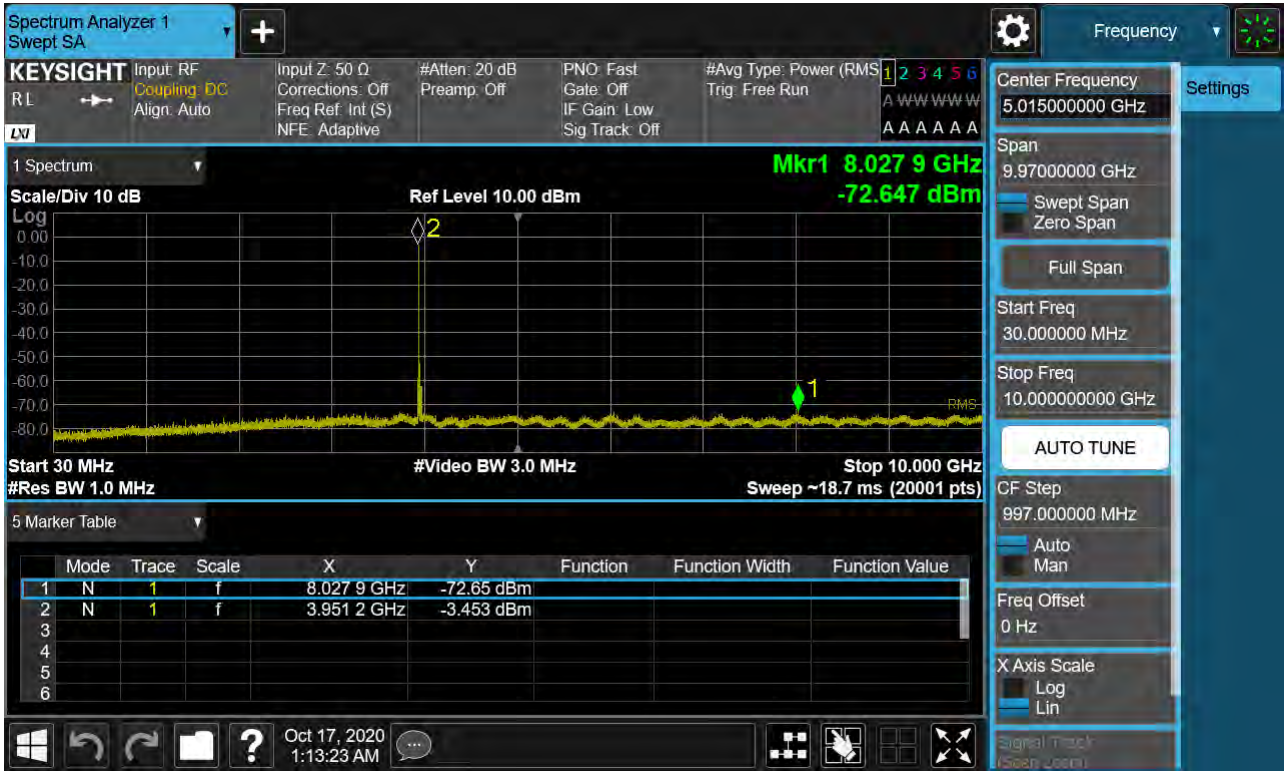 Spectrum Analyzer 1
Swept SA
Frequency
KEYSIGHT
RL
LXI
Input: RF
Coupling: DC
Align: Auto
Input Z: 50 Ω
Corrections: Off
Freq Ref: Int (S)
NFE: Adaptive
#Atten: 20 dB
Preamp: Off
PNO: Fast
Gate: Off
IF Gain: Low
Sig Track: Off
#Avg Type: Power (RMS
Trig: Free Run
1 2 3 4 5 6
A W W W W W
A A A A A A
1 Spectrum
Scale/Div 10 dB
Ref Level 10.00 dBm
Mkr1 8.027 9 GHz
-72.647 dBm
Log
0.00
-10.0
-20.0
-30.0
-40.0
-50.0
-60.0
-70.0
-80.0
2
1
RMS
Start 30 MHz
#Video BW 3.0 MHz
Stop 10.000 GHz
#Res BW 1.0 MHz
Sweep ~18.7 ms (20001 pts)
5 Marker Table
Mode Trace Scale X Y Function Function Width Function Value
1 N 1 f 8.027 9 GHz -72.65 dBm
2 N 1 f 3.951 2 GHz -3.453 dBm
3
4
5
6
Oct 17, 2020
1:13:23 AM
Center Frequency
5.015000000 GHz
Settings
Span
9.97000000 GHz
Swept Span
Zero Span
Full Span
Start Freq
30.000000 MHz
Stop Freq
10.000000000 GHz
AUTO TUNE
CF Step
997.000000 MHz
Auto
Man
Freq Offset
0 Hz
X Axis Scale
Log
Lin
Signal Track
(Span Zoom)